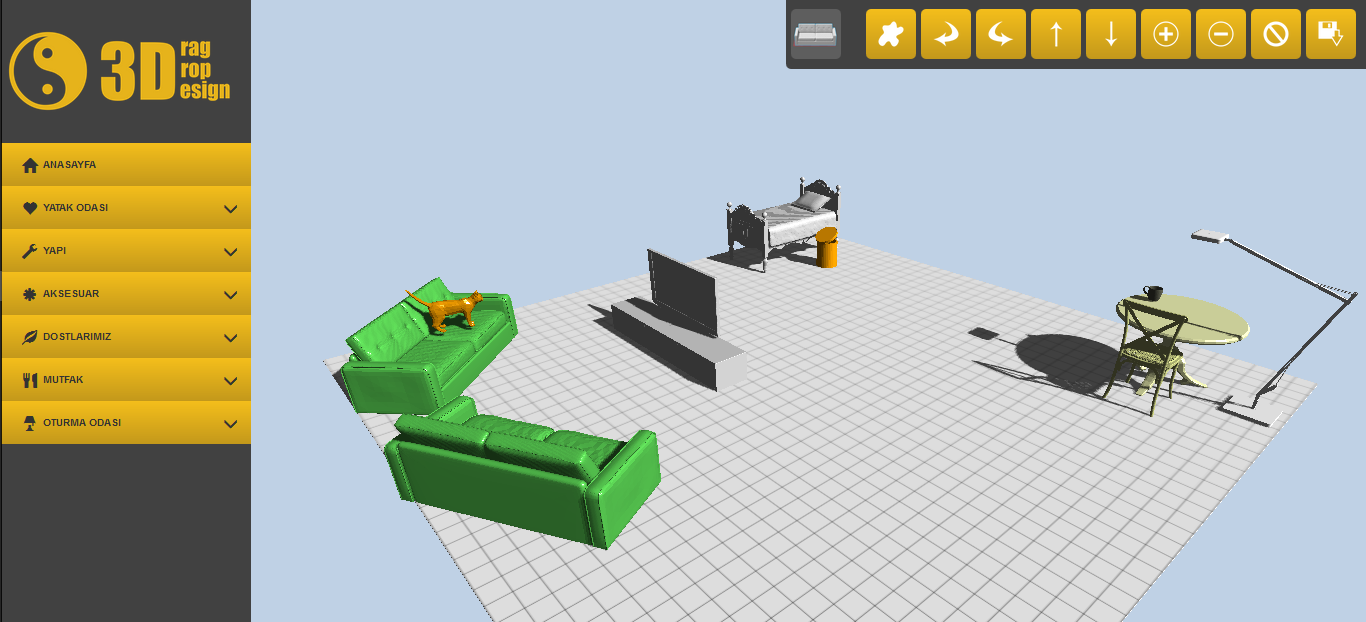 3D
rag
rop
esign
ANASAYFA
YATAK ODASI
YAPI
AKSESUAR
DOSTLARIMIZ
MUTFAK
OTURMA ODASI